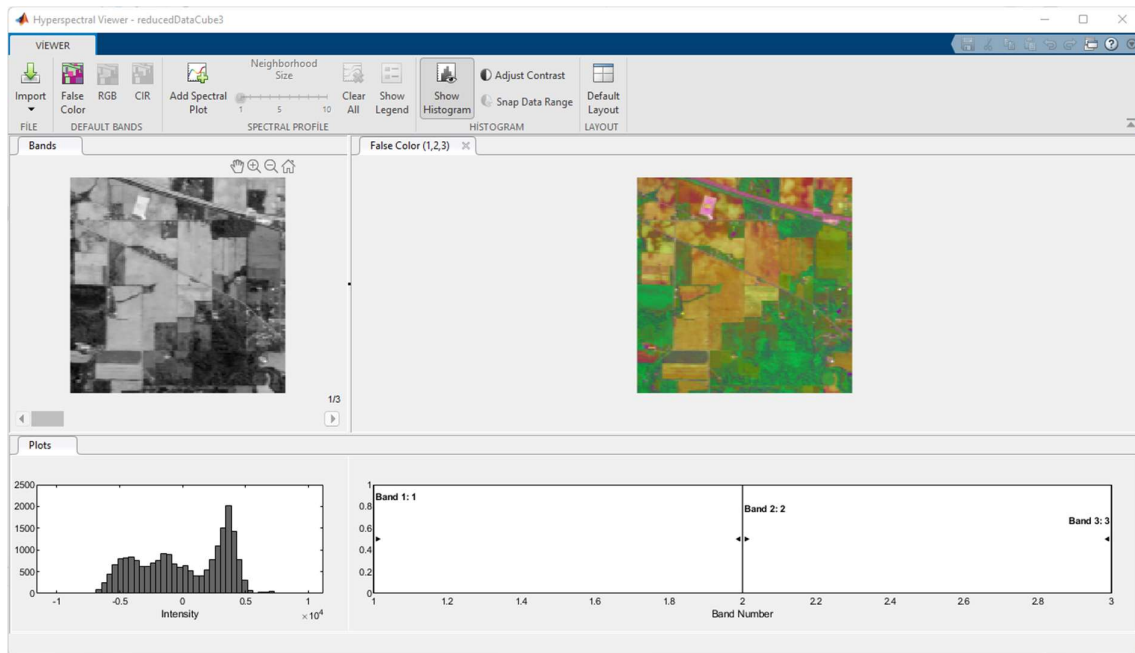 Hyperspectral Viewer - reducedDataCube3
VİEWER
Import
FİLE
False Color
RGB
CIR
DEFAULT BANDS
Add Spectral Plot
Neighborhood Size
1 5 10
Clear All
Show Legend
SPECTRAL PROFİLE
Show Histogram
Adjust Contrast
Snap Data Range
HİSTOGRAM
Default Layout
LAYOUT
Bands
False Color (1,2,3)
1/3
Plots
2500
2000
1500
1000
500
0
-1 -0.5 0 0.5 1
Intensity
×10⁴
1
0.8
0.6
0.4
0.2
0
Band 1: 1
Band 2: 2
Band 3: 3
1 1.2 1.4 1.6 1.8 2 2.2 2.4 2.6 2.8 3
Band Number